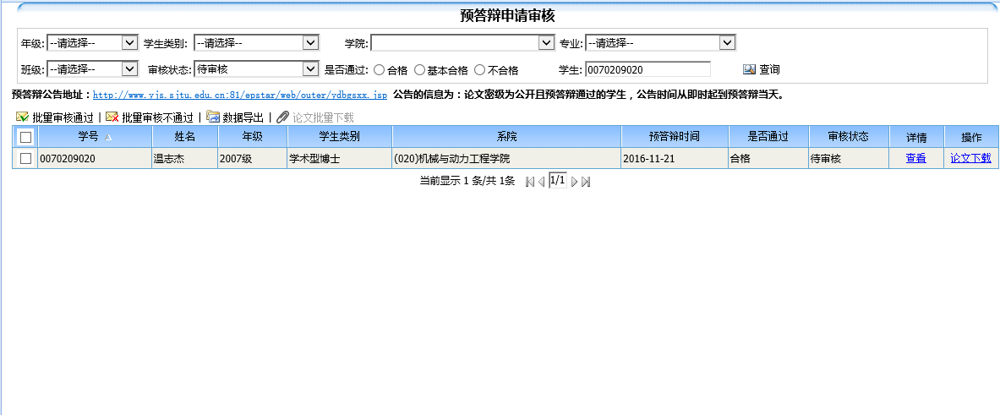 预答辩申请审核
年级: --请选择-- 学生类别: --请选择-- 学院: 专业: --请选择--
班级: --请选择-- 审核状态: 待审核 是否通过: 合格 基本合格 不合格 学生: 0070209020 查询
预答辩公告地址：http://www.yjs.sjtu.edu.cn:81/epstar/web/outer/ydbgsxx.jsp 公告的信息为：论文密级为公开且预答辩通过的学生，公告时间从即时起到预答辩当天。
批量审核通过 | 批量审核不通过 | 数据导出 | 论文批量下载
学号 姓名 年级 学生类别 系院 预答辩时间 是否通过 审核状态 详情 操作
0070209020 温志杰 2007级 学术型博士 (020)机械与动力工程学院 2016-11-21 合格 待审核 查看 论文下载
当前显示 1 条/共 1条 1/1